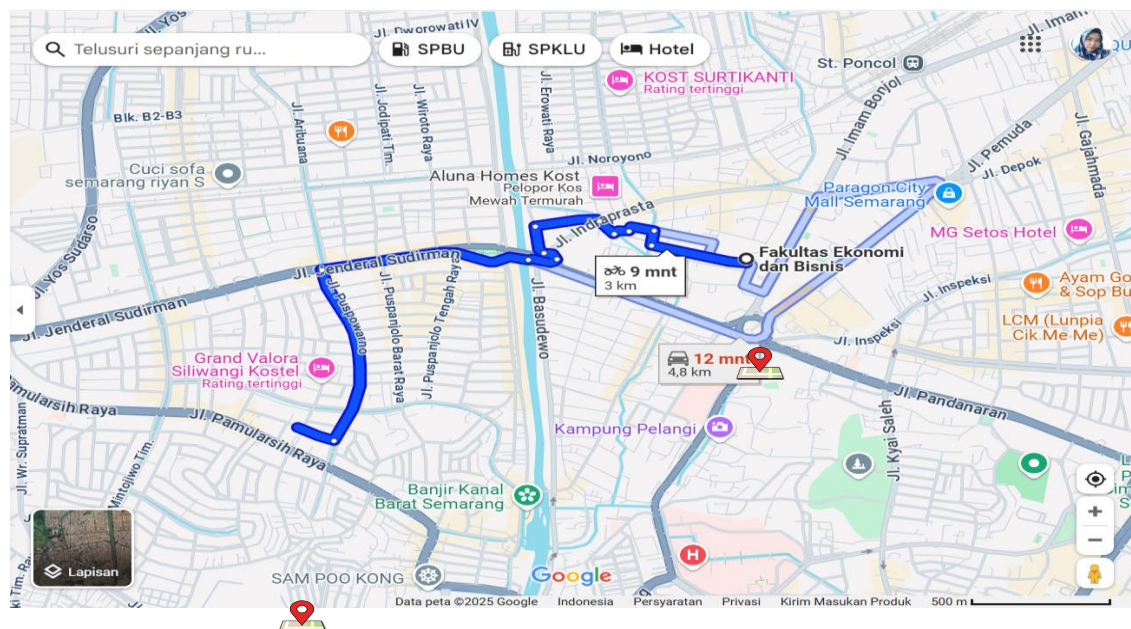 Telusuri sepanjang ru...
SPBU
SPKLU
Hotel
Jl. Dworowati IV
Jl. Yos
Jl. Imam
St. Poncol
KOST SURTIKANTI
Rating tertinggi
Jl. Imam Bonjol
Jl. Pemuda
Jl. Gajahmada
Blk. B2-B3
Jl. Aribuana
Jl. Jodipati Tim.
Jl. Wiroto Raya
Jl. Erowati Raya
Jl. Noroyono
Jl. Depok
Cuci sofa
semarang riyan S
Aluna Homes Kost
Pelopor Kos
Mewah Termurah
Paragon City
Mall Semarang
Jl. Indraprasta
MG Setos Hotel
Jl. Yos Sudarso
Fakultas Ekonomi
dan Bisnis
9 mnt
3 km
Jl. Jenderal Sudirman
Jl. Jenderal Sudirman
Jl. Puspowarno
Jl. Puspanjolo Barat Raya
Jl. Puspanjolo Tengah Raya
Jl. Basudewo
Jl. Inspeksi
Ayam Go
& Sop Bu
LCM (Lunpia
Cik Me Me)
Jl. Inspeksi
Grand Valora
Siliwangi Kostel
Rating tertinggi
12 mnt
4,8 km
Jl. Pandanaran
Pamularsih Raya
Jl. Pamularsih Raya
Jl. Wr. Supratman
Mintojiwo Tim.
Kampung Pelangi
Jl. Kyai Saleh
Banjir Kanal
Barat Semarang
Lapisan
SAM POO KONG
H
Google
Data peta ©2025 Google
Indonesia
Persyaratan
Privasi
Kirim Masukan Produk
500 m